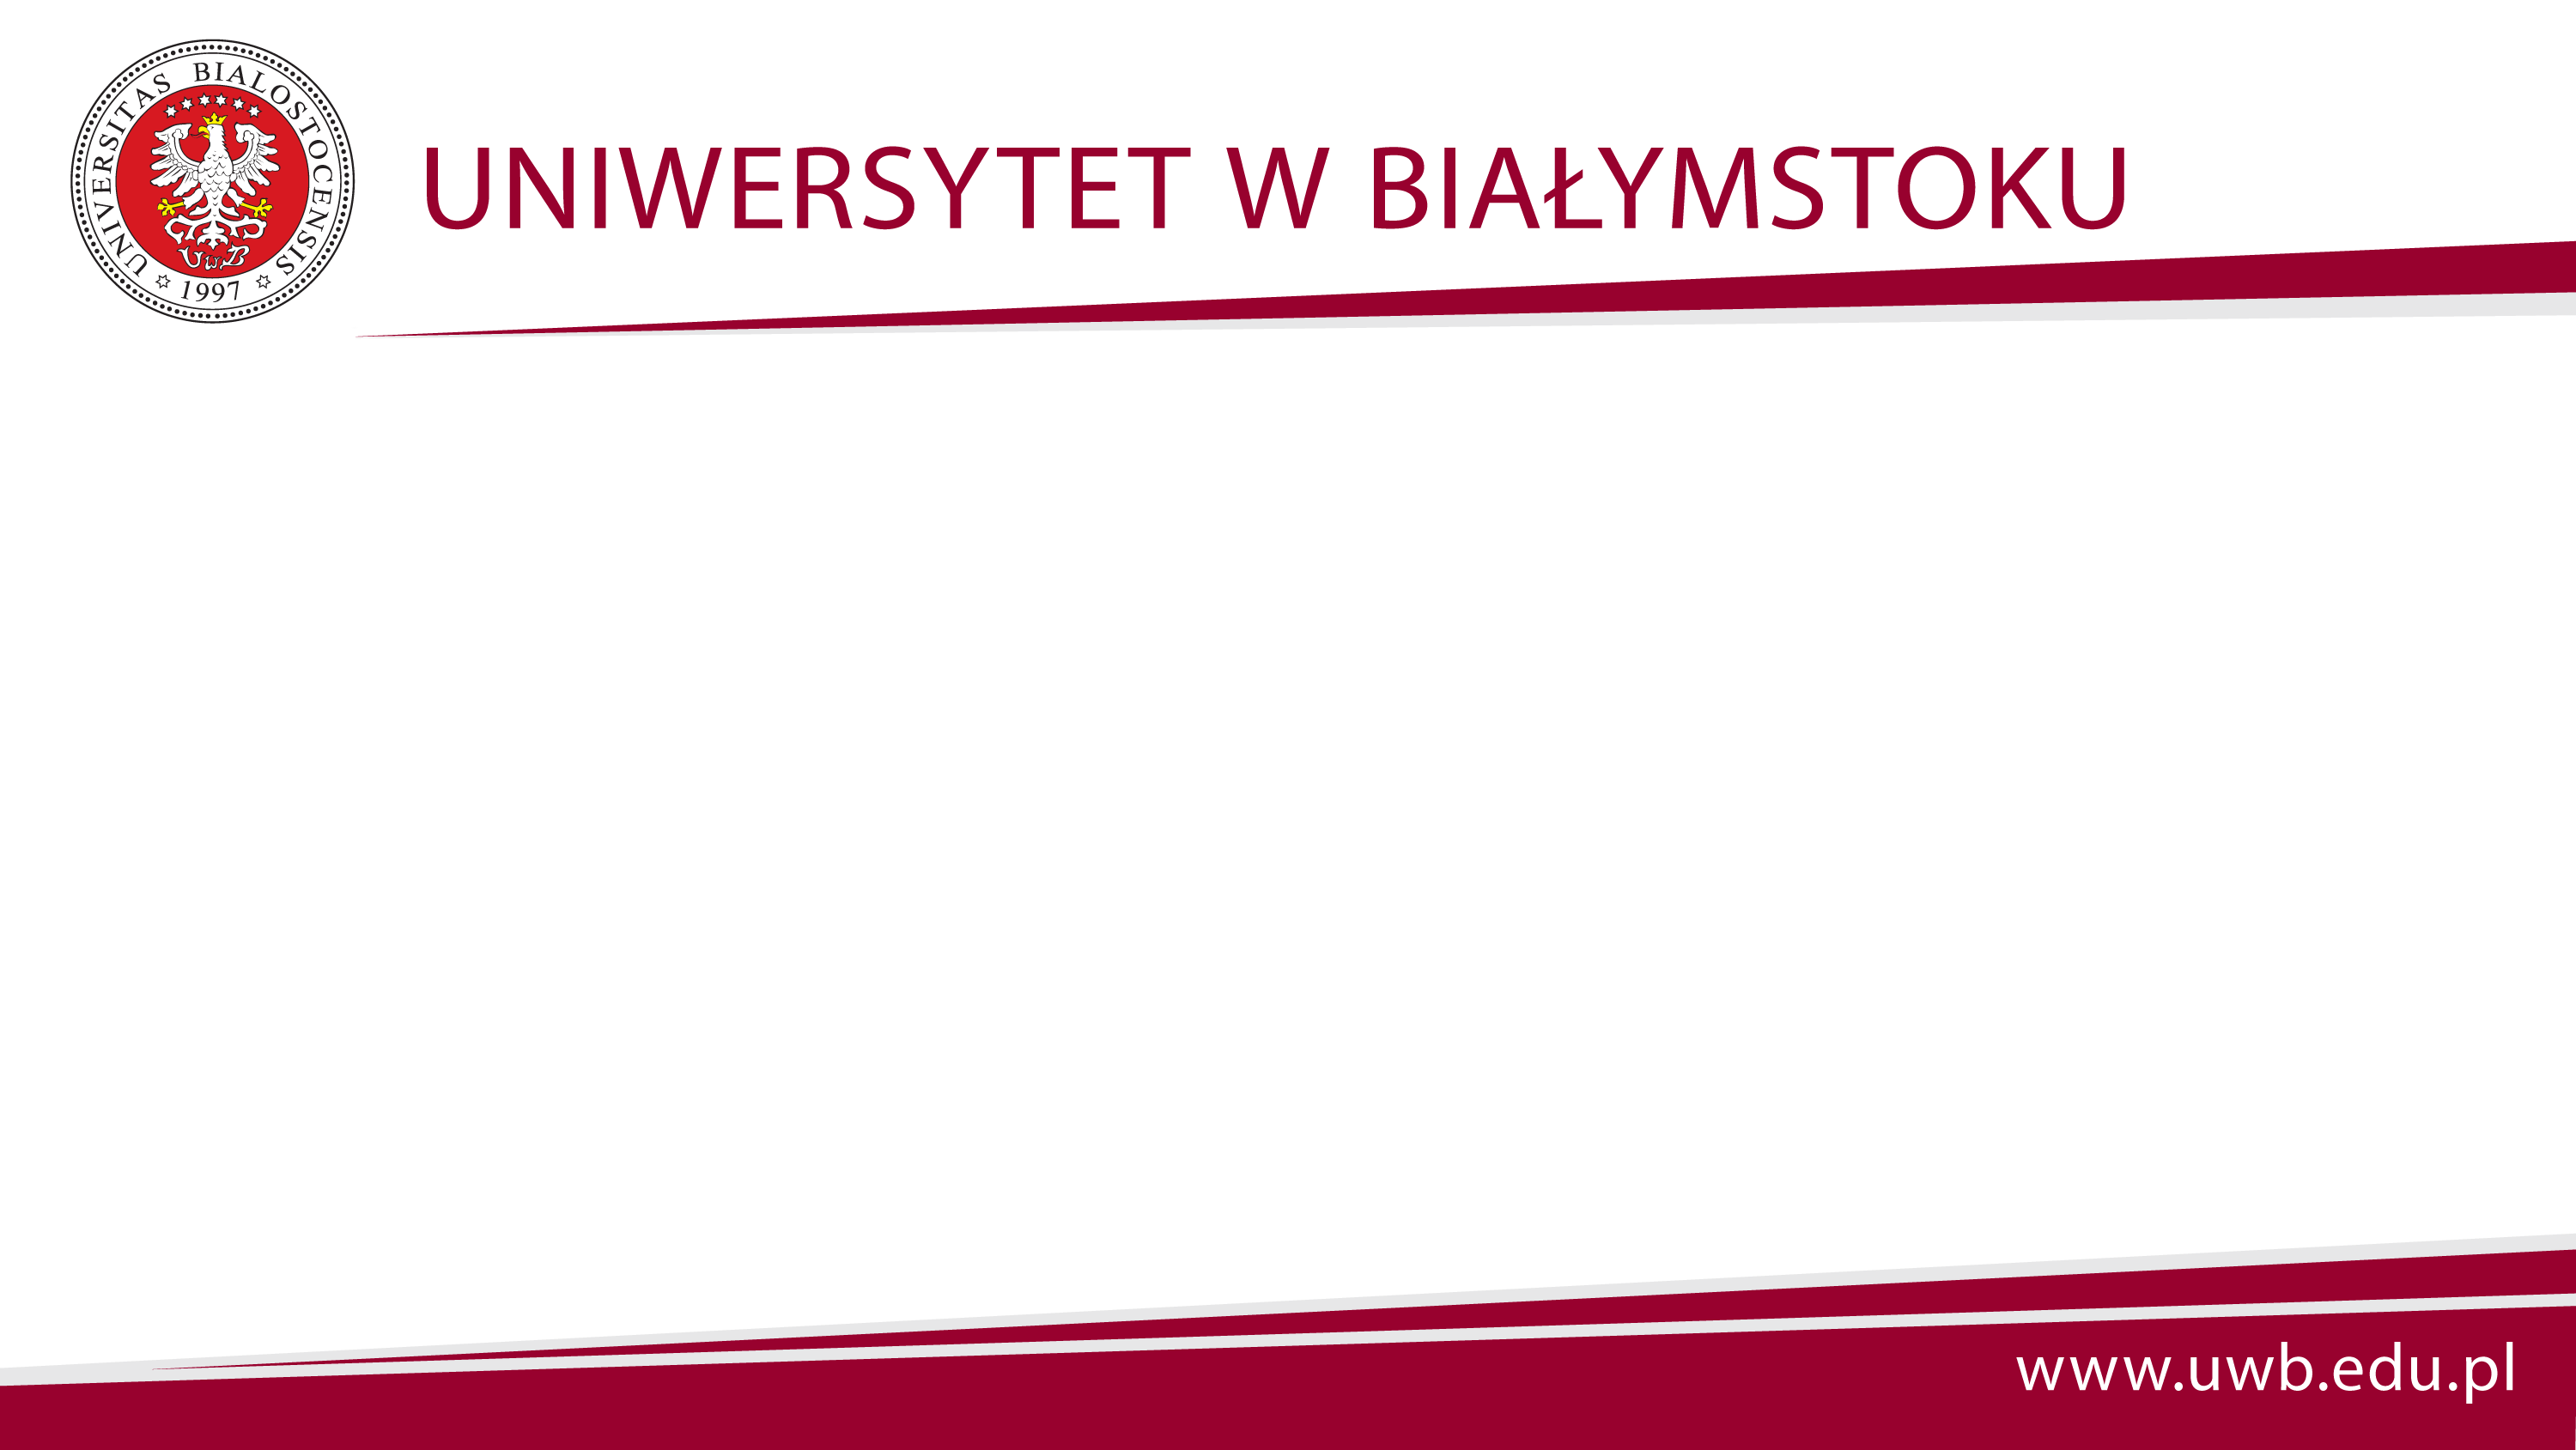 UNIVERSITAS BIALOSTOCENSIS
UwB
1997
UNIWERSYTET W BIAŁYMSTOKU
www.uwb.edu.pl